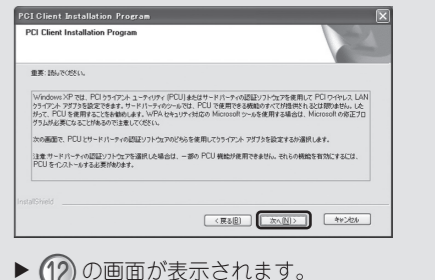 PCI Client Installation Program
PCI Client Installation Program
重要: 読んでください。
Windows XP では、PCI クライアント ユーティリティ (PCU) またはサードパーティの認証ソフトウェアを使用して PCI ワイヤレス LAN
クライアント アダプタを設定できます。サードパーティのツールでは、PCU で使用できる機能のすべてが提供されるとは限りません。した
がって、PCU を使用することをお勧めします。WPA セキュリティ対応の Microsoft ツールを使用する場合は、Microsoft の修正プロ
グラムが必要になることがあるので注意してください。
次の画面で、PCU とサードパーティの認証ソフトウェアのどちらを使用してクライアント アダプタを設定するか選択します。
注意: サードパーティの認証ソフトウェアを選択した場合は、一部の PCU 機能が使用できません。それらの機能を有効にするには、
PCU をインストールする必要があります。
InstallShield
< 戻る(B)
次へ(N) >
キャンセル
▶ ⑫ の画面が表示されます。